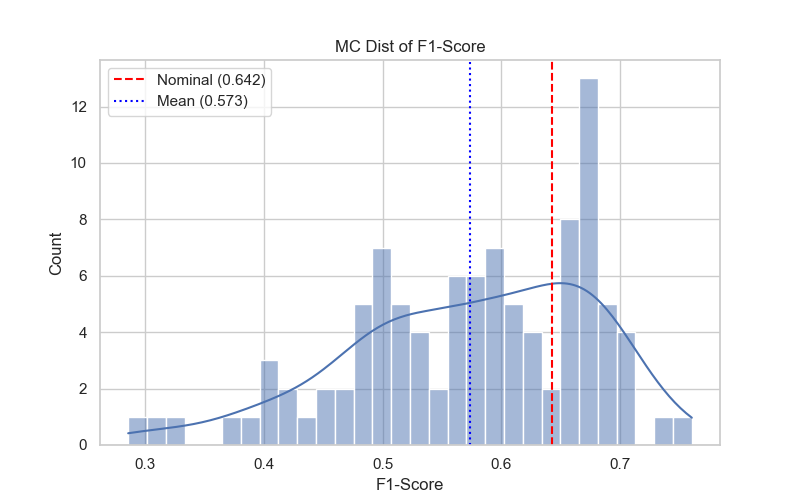 MC Dist of F1-Score
Nominal (0.642)
Mean (0.573)
12
10
8
6
4
2
0
Count
0.3 0.4 0.5 0.6 0.7
F1-Score